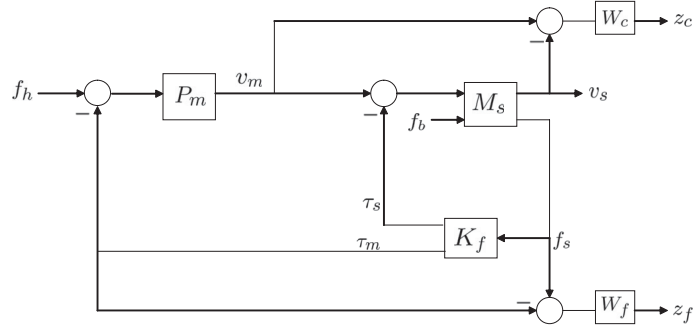 W_c z_c
−
f_h P_m v_m M_s v_s
− − f_b
τ_s
τ_m K_f f_s
− W_f z_f